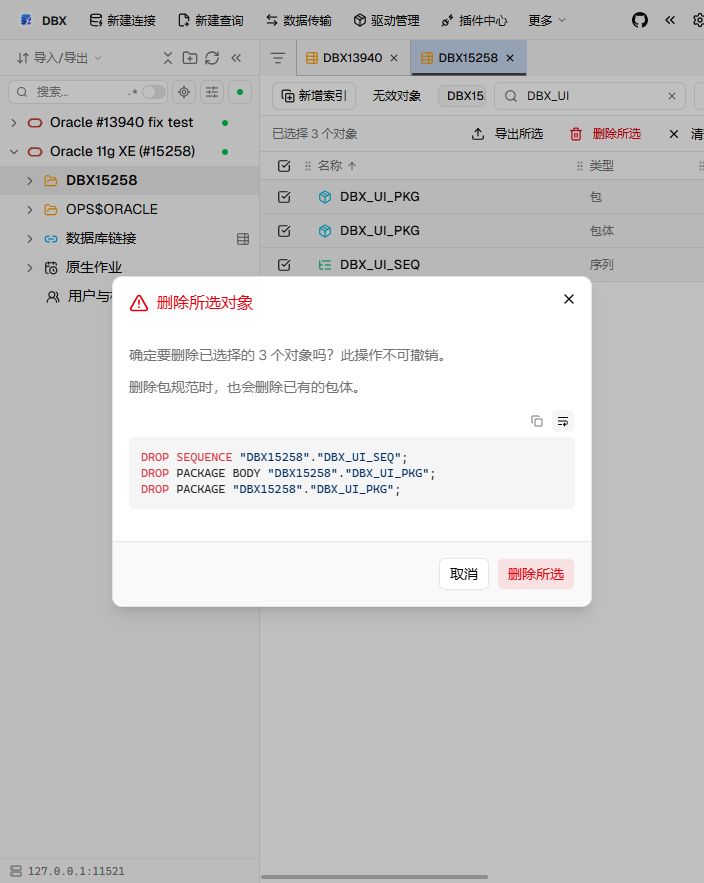 DBX 新建连接 新建查询 数据传输 驱动管理 插件中心 更多
导入/导出
DBX13940
DBX15258
搜索...
.*
新增索引 无效对象 DBX15 DBX_UI
Oracle #13940 fix test
已选择 3 个对象 导出所选 删除所选
Oracle 11g XE (#15258)
名称 类型
DBX15258
DBX_UI_PKG 包
OPS$ORACLE
DBX_UI_PKG 包体
数据库链接
DBX_UI_SEQ 序列
原生作业
用户与
删除所选对象
确定要删除已选择的 3 个对象吗？此操作不可撤销。
删除包规范时，也会删除已有的包体。
DROP SEQUENCE "DBX15258"."DBX_UI_SEQ";
DROP PACKAGE BODY "DBX15258"."DBX_UI_PKG";
DROP PACKAGE "DBX15258"."DBX_UI_PKG";
取消 删除所选
127.0.0.1:11521